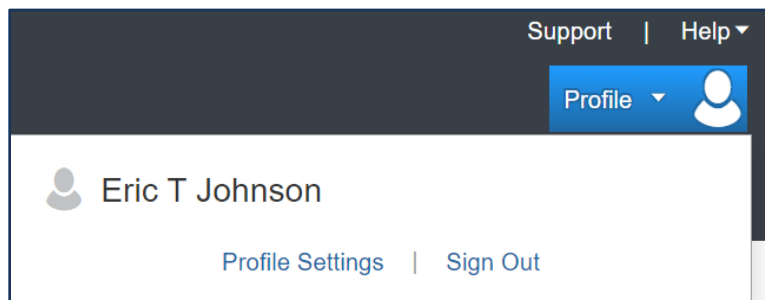 Support | Help
Profile
Eric T Johnson
Profile Settings | Sign Out